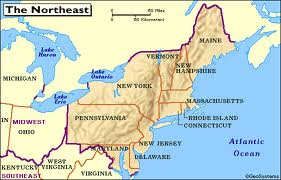 The Northeast
0 150 Miles
0 150 Kilometers
Lake
Huron
MAINE
VERMONT
NEW
HAMPSHIRE
Lake
Ontario
MICHIGAN
NEW YORK
MASSACHUSETTS
Lake
Erie
RHODE ISLAND
CONNECTICUT
PENNSYLVANIA
MIDWEST
OHIO
NEW JERSEY
Atlantic
Ocean
MARYLAND
DELAWARE
WEST
VIRGINIA
KENTUCKY
VIRGINIA
SOUTHEAST
©GeoSystems